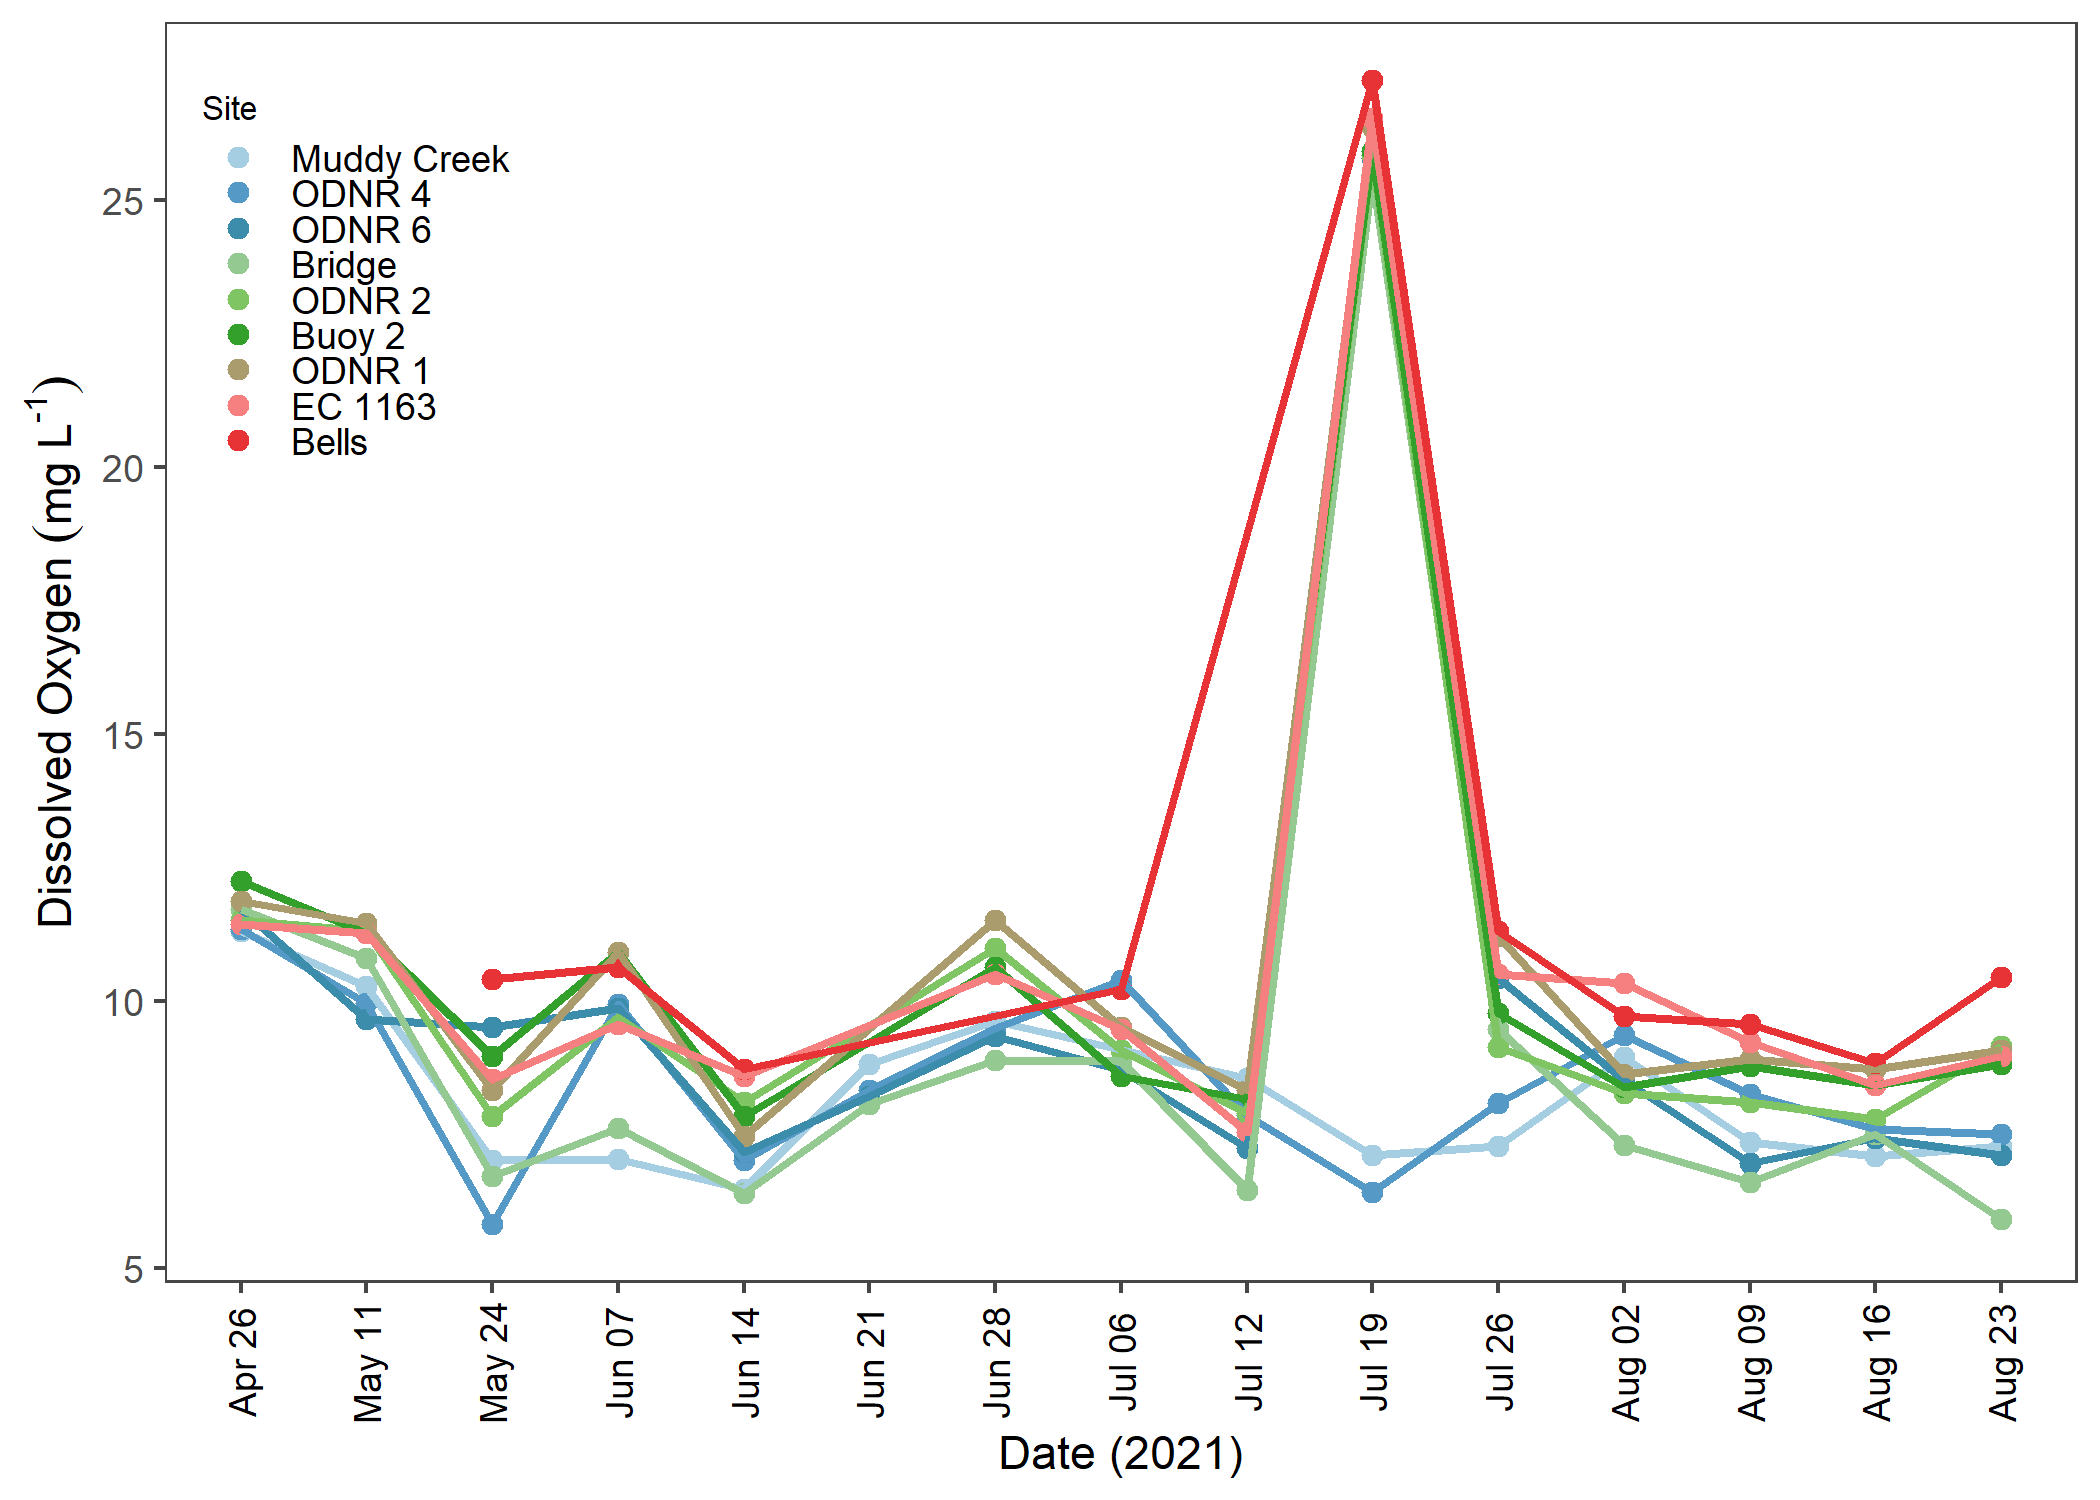 Site
Muddy Creek
ODNR 4
ODNR 6
Bridge
ODNR 2
Buoy 2
ODNR 1
EC 1163
Bells
Dissolved Oxygen (mg L⁻¹)
25
20
15
10
5
Apr 26
May 11
May 24
Jun 07
Jun 14
Jun 21
Jun 28
Jul 06
Jul 12
Jul 19
Jul 26
Aug 02
Aug 09
Aug 16
Aug 23
Date (2021)